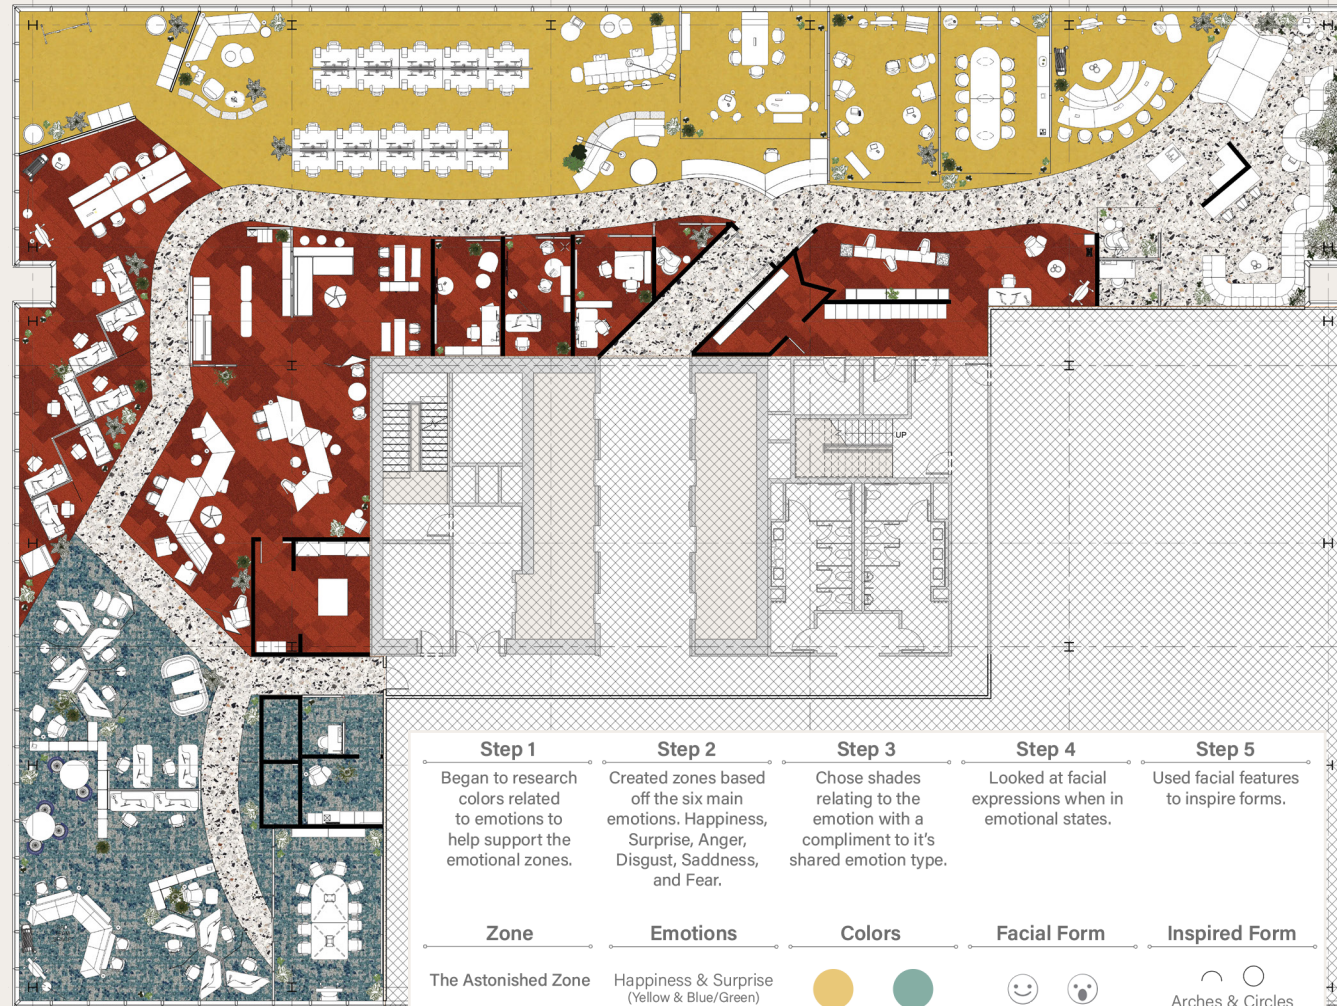 UP
Step 1
Began to research
colors related
to emotions to
help support the
emotional zones.
Step 2
Created zones based
off the six main
emotions. Happiness,
Surprise, Anger,
Disgust, Saddness,
and Fear.
Step 3
Chose shades
relating to the
emotion with a
compliment to it's
shared emotion type.
Step 4
Looked at facial
expressions when in
emotional states.
Step 5
Used facial features
to inspire forms.
Zone
Emotions
Colors
Facial Form
Inspired Form
The Astonished Zone
Happiness & Surprise
(Yellow & Blue/Green)
Arches & Circles